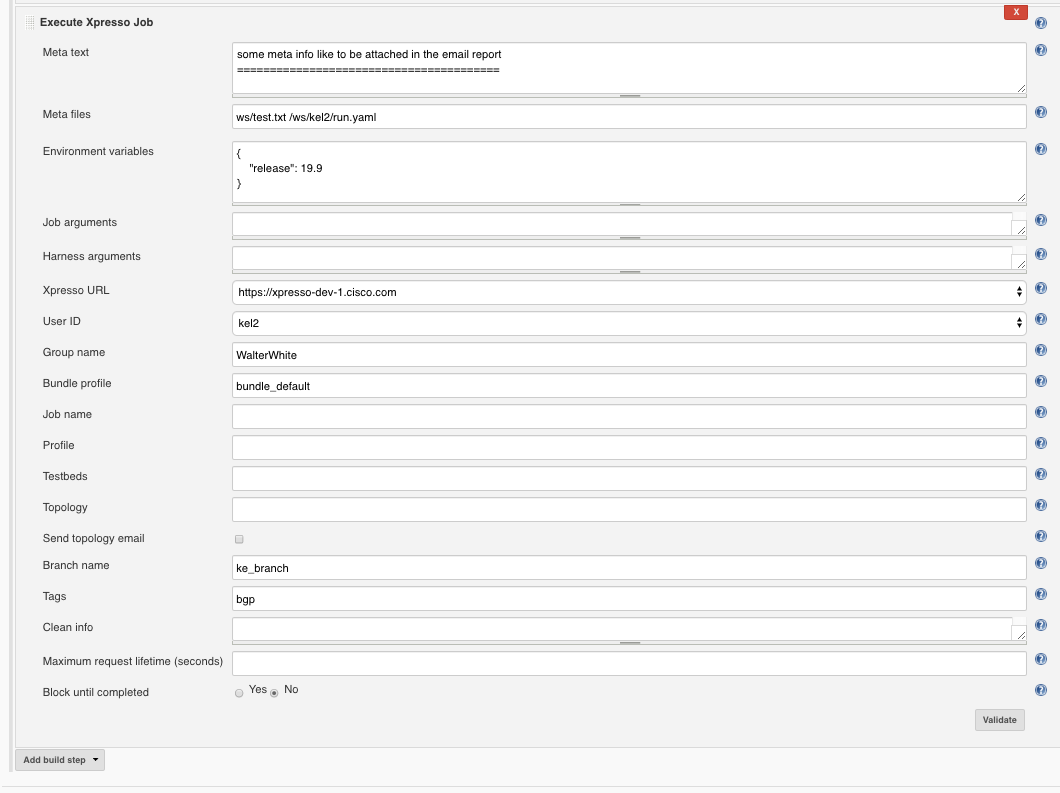 Execute Xpresso Job
X
Meta text
some meta info like to be attached in the email report
========================================
Meta files
ws/test.txt /ws/kel2/run.yaml
Environment variables
{
"release": 19.9
}
Job arguments
Harness arguments
Xpresso URL
https://xpresso-dev-1.cisco.com
User ID
kel2
Group name
WalterWhite
Bundle profile
bundle_default
Job name
Profile
Testbeds
Topology
Send topology email
Branch name
ke_branch
Tags
bgp
Clean info
Maximum request lifetime (seconds)
Block until completed
Yes No
Validate
Add build step